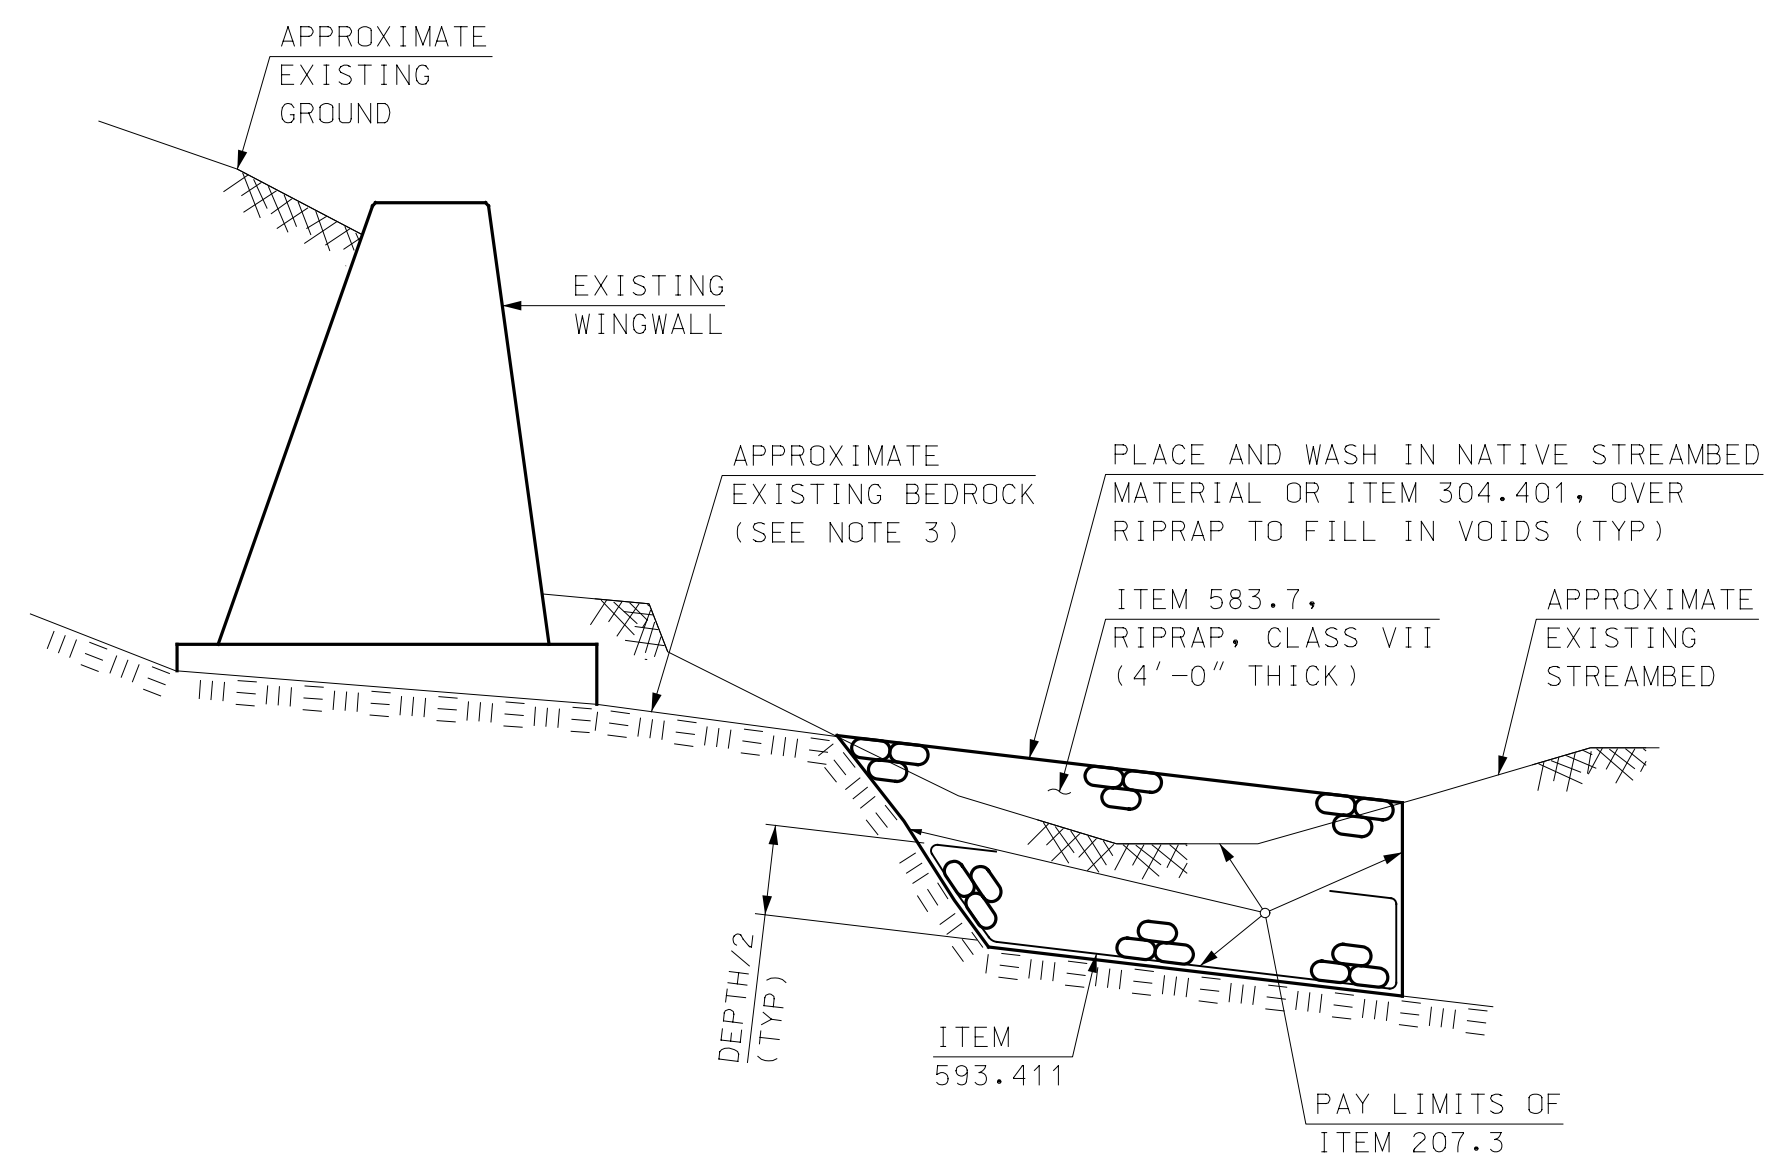 APPROXIMATE
EXISTING
GROUND
EXISTING
WINGWALL
APPROXIMATE
EXISTING BEDROCK
(SEE NOTE 3)
PLACE AND WASH IN NATIVE STREAMBED
MATERIAL OR ITEM 304.401, OVER
RIPRAP TO FILL IN VOIDS (TYP)
ITEM 583.7,
RIPRAP, CLASS VII
(4'-0" THICK)
APPROXIMATE
EXISTING
STREAMBED
DEPTH/2
(TYP)
ITEM
593.411
PAY LIMITS OF
ITEM 207.3